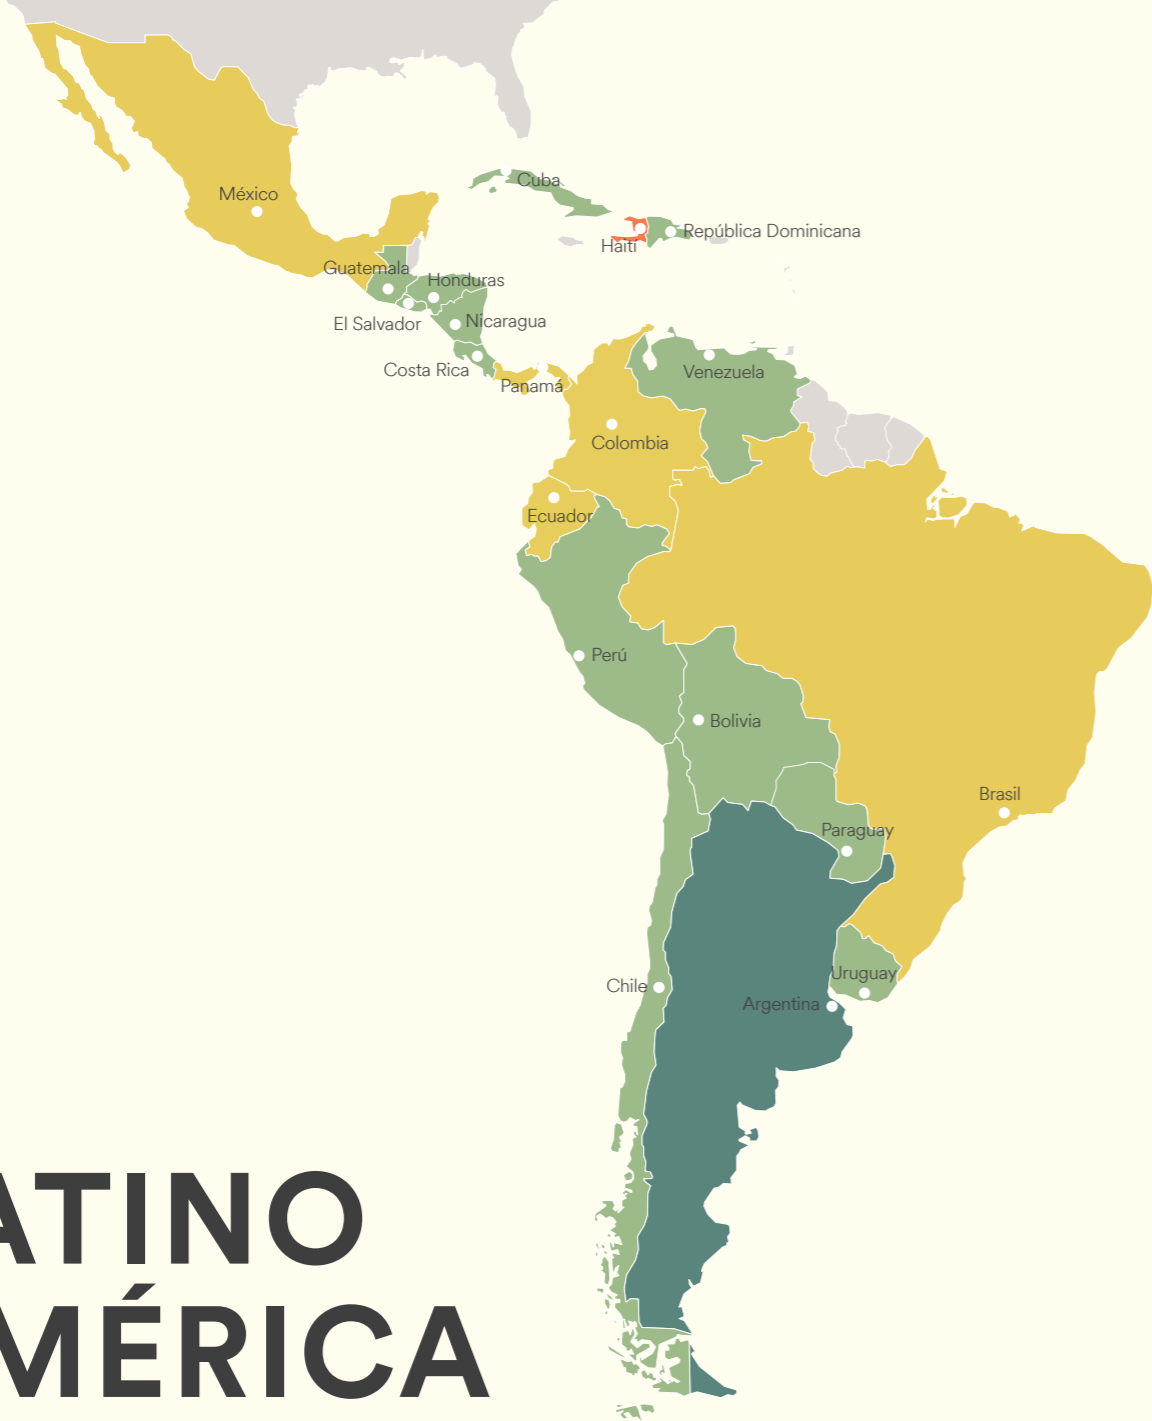 Cuba
México
República Dominicana
Haití
Guatemala
Honduras
El Salvador
Nicaragua
Costa Rica
Venezuela
Panamá
Colombia
Ecuador
Perú
Bolivia
Brasil
Paraguay
Uruguay
Chile
Argentina
ATINO
MÉRICA